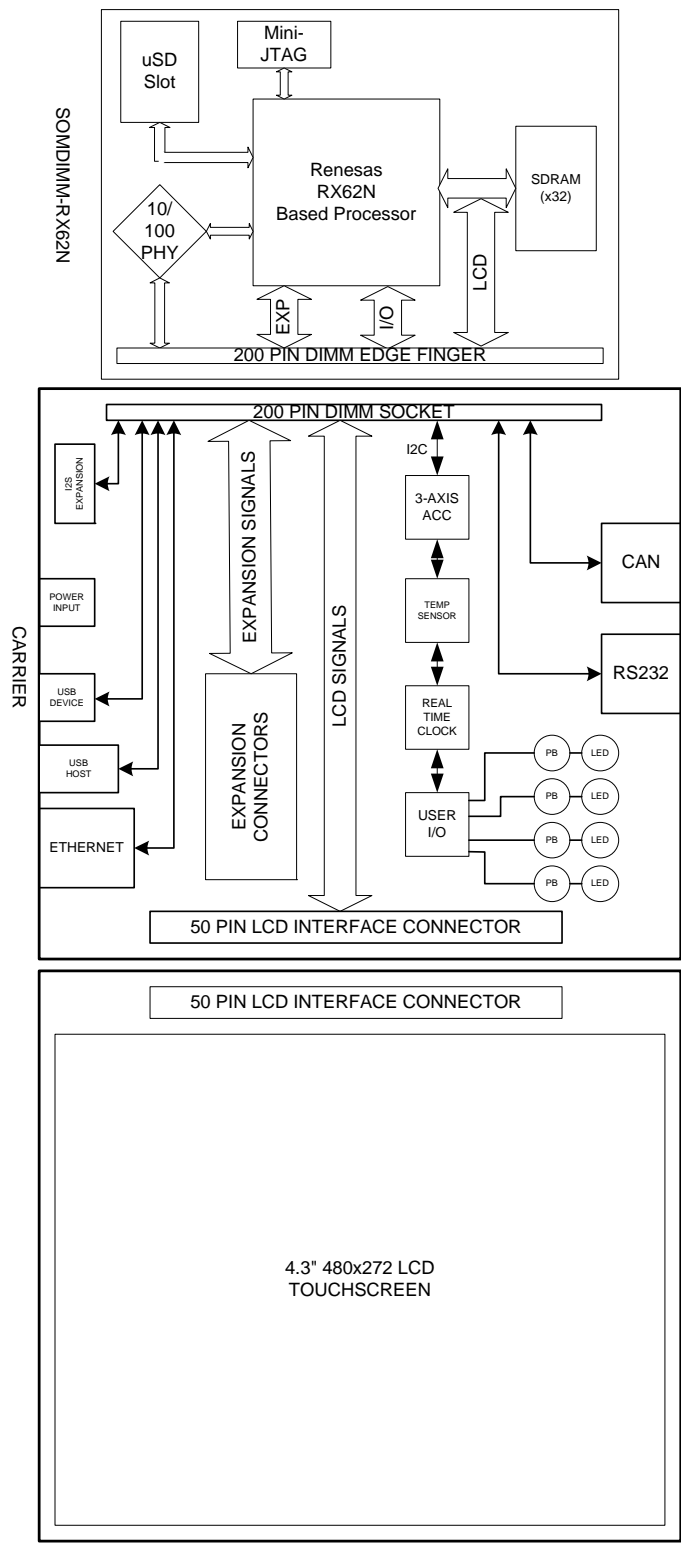 SOMDIMM-RX62N
uSD
Slot
Mini-
JTAG
Renesas
RX62N
Based Processor
SDRAM
(x32)
10/
100
PHY
EXP
I/O
LCD
200 PIN DIMM EDGE FINGER
CARRIER
200 PIN DIMM SOCKET
I2S
EXPANSION
POWER
INPUT
USB
DEVICE
USB
HOST
ETHERNET
EXPANSION SIGNALS
EXPANSION
CONNECTORS
LCD SIGNALS
I2C
3-AXIS
ACC
TEMP
SENSOR
REAL
TIME
CLOCK
USER
I/O
CAN
RS232
PB LED
PB LED
PB LED
PB LED
50 PIN LCD INTERFACE CONNECTOR
50 PIN LCD INTERFACE CONNECTOR
4.3" 480x272 LCD
TOUCHSCREEN